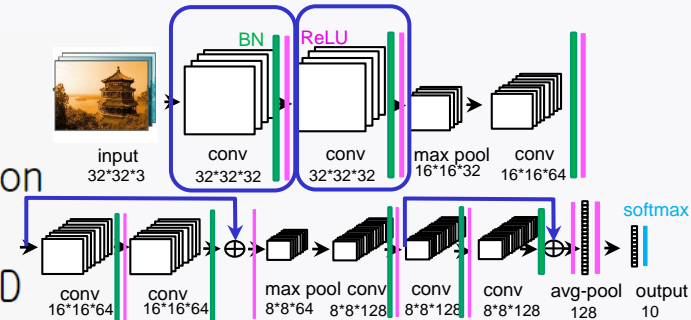 BN ReLU
input conv conv max pool conv
32*32*3 32*32*32 32*32*32 16*16*32 16*16*64
on
softmax
D
conv conv max pool conv conv conv avg-pool output
16*16*64 16*16*64 8*8*64 8*8*128 8*8*128 8*8*128 128 10